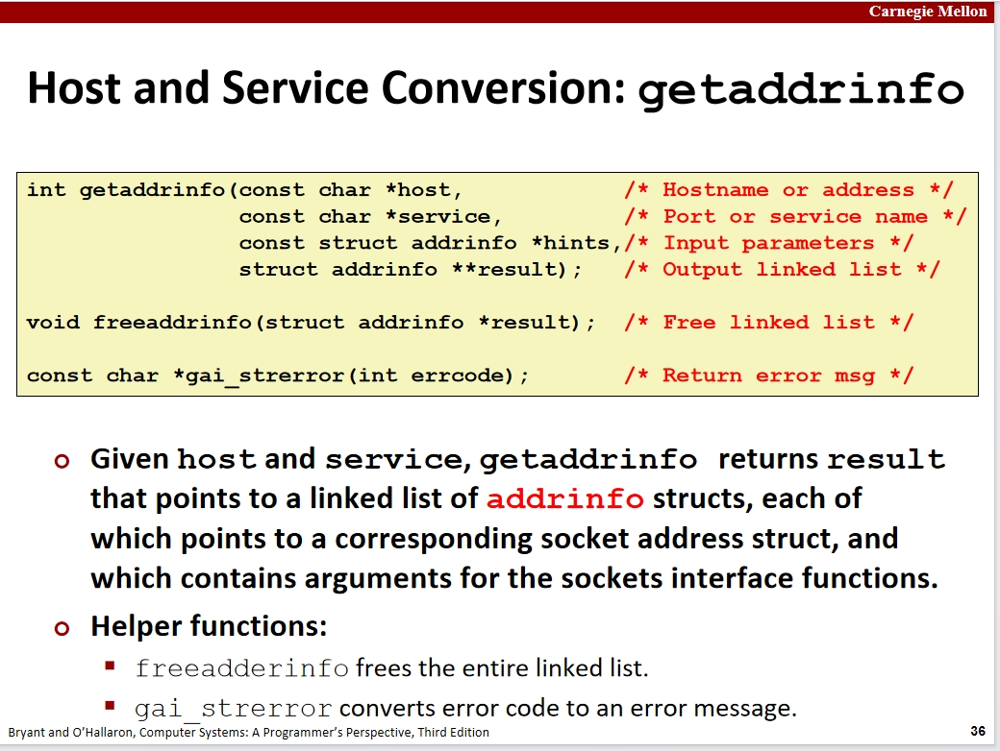 Carnegie Mellon
Host and Service Conversion: getaddrinfo
int getaddrinfo(const char *host, /* Hostname or address */
const char *service, /* Port or service name */
const struct addrinfo *hints,/* Input parameters */
struct addrinfo **result); /* Output linked list */
void freeaddrinfo(struct addrinfo *result); /* Free linked list */
const char *gai_strerror(int errcode); /* Return error msg */
Given host and service, getaddrinfo returns result
that points to a linked list of addrinfo structs, each of
which points to a corresponding socket address struct, and
which contains arguments for the sockets interface functions.
Helper functions:
freeadderinfo frees the entire linked list.
gai_strerror converts error code to an error message.
Bryant and O'Hallaron, Computer Systems: A Programmer's Perspective, Third Edition
36